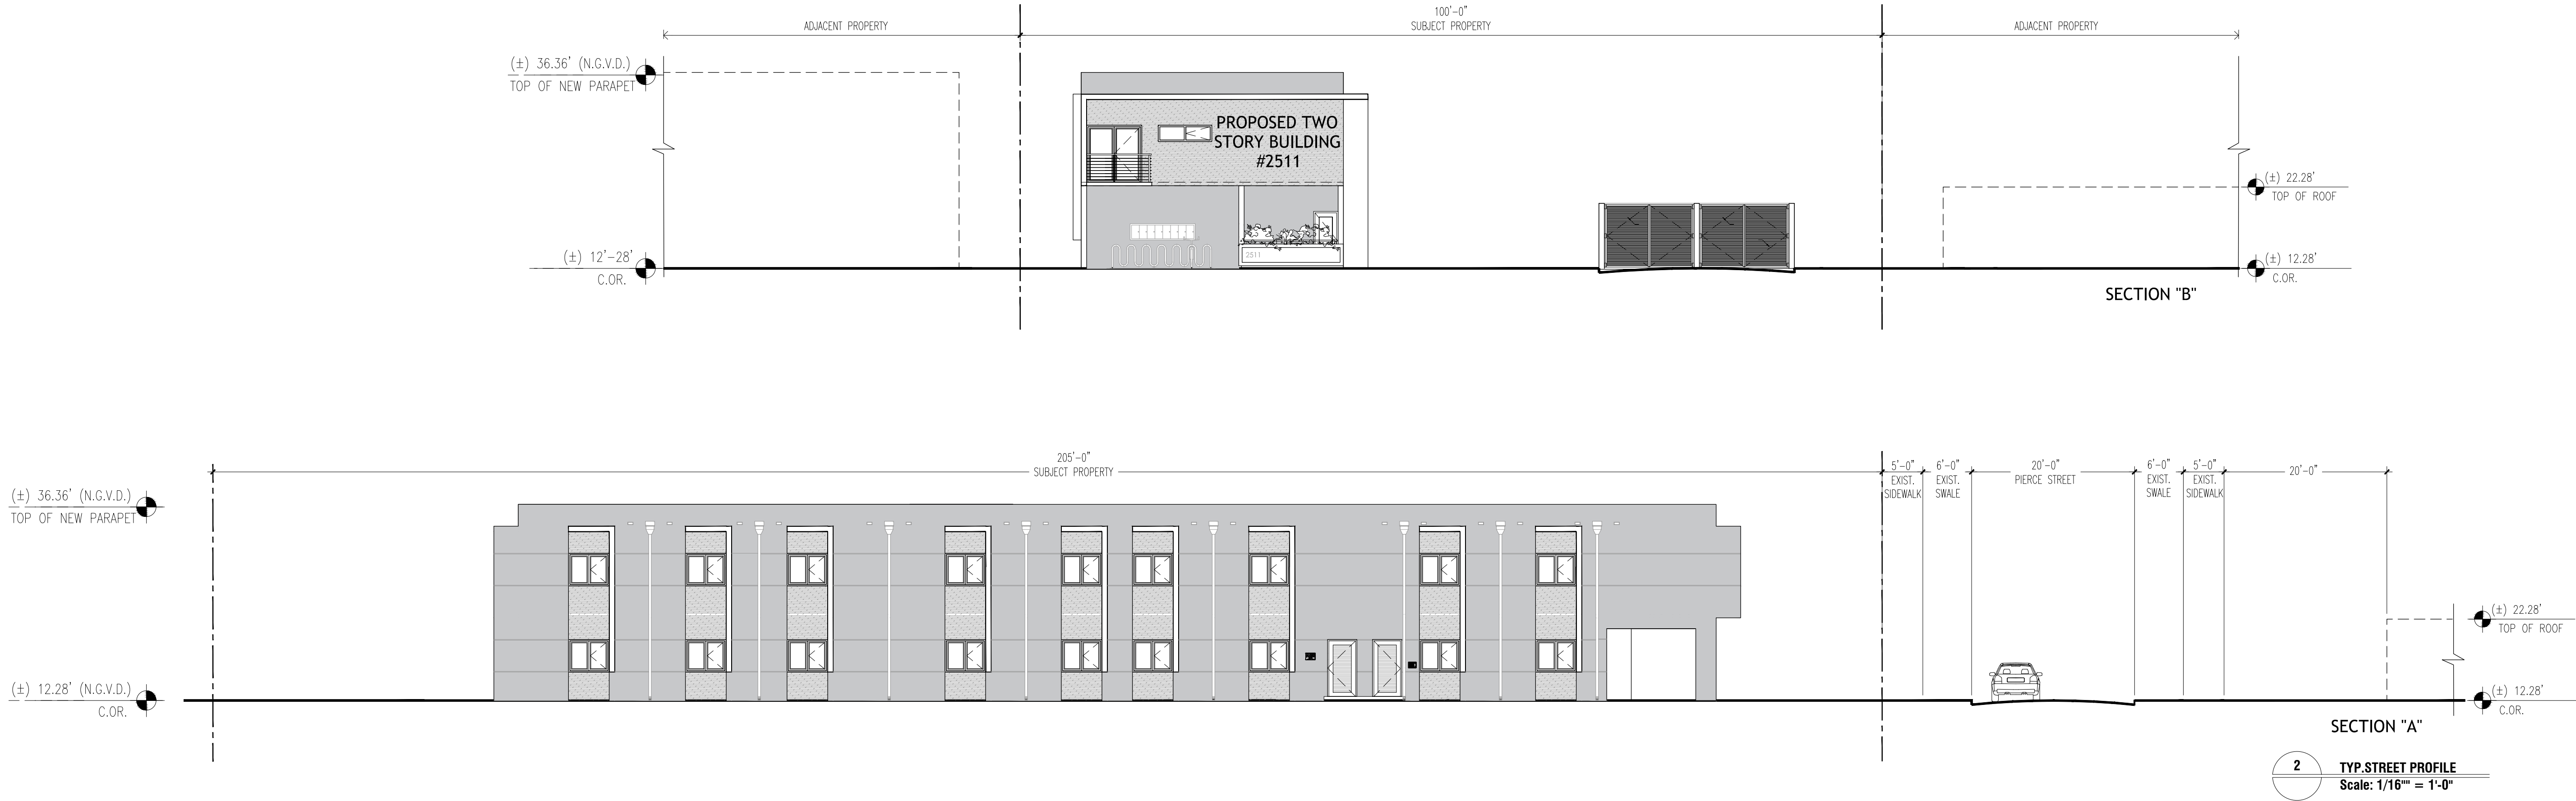 100'-0"
ADJACENT PROPERTY
SUBJECT PROPERTY
ADJACENT PROPERTY
(±) 36.36' (N.G.V.D.)
TOP OF NEW PARAPET
PROPOSED TWO
STORY BUILDING
#2511
(±) 22.28'
TOP OF ROOF
2511
(±) 12'-28'
C.OR.
(±) 12.28'
C.OR.
SECTION "B"
205'-0"
SUBJECT PROPERTY
5'-0"
EXIST.
SIDEWALK
6'-0"
EXIST.
SWALE
20'-0"
PIERCE STREET
6'-0"
EXIST.
SWALE
5'-0"
EXIST.
SIDEWALK
20'-0"
(±) 36.36' (N.G.V.D.)
TOP OF NEW PARAPET
(±) 22.28'
TOP OF ROOF
(±) 12.28' (N.G.V.D.)
C.OR.
(±) 12.28'
C.OR.
SECTION "A"
2
TYP.STREET PROFILE
Scale: 1/16"" = 1'-0"